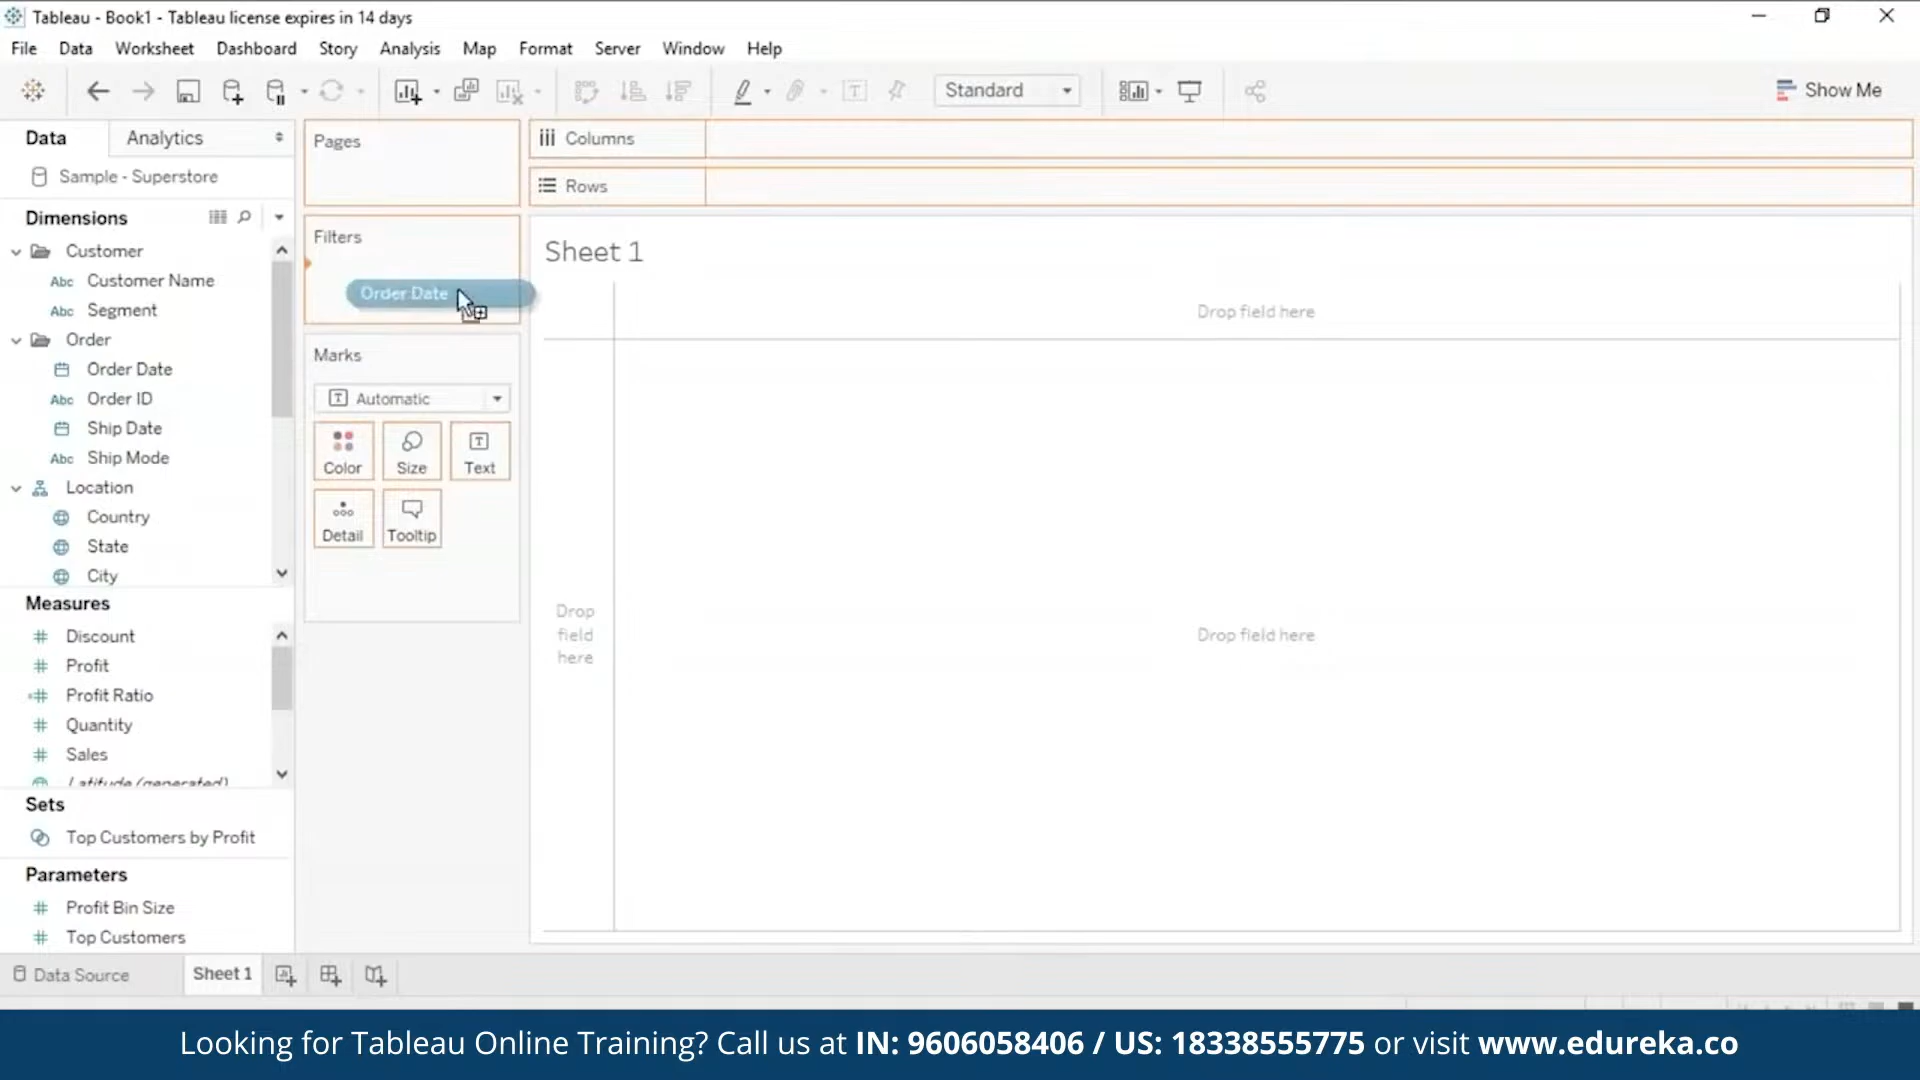 Tableau - Book1 - Tableau license expires in 14 days
File Data Worksheet Dashboard Story Analysis Map Format Server Window Help
Standard
Show Me
Data Analytics
Sample - Superstore
Dimensions
Customer
Abc Customer Name
Abc Segment
Order
Order Date
Abc Order ID
Ship Date
Abc Ship Mode
Location
Country
State
City
Measures
Discount
Profit
Profit Ratio
Quantity
Sales
Latitude (generated)
Sets
Top Customers by Profit
Parameters
Profit Bin Size
Top Customers
Pages
Filters
Order Date
Marks
Automatic
Color Size Text
Detail Tooltip
Columns
Rows
Sheet 1
Drop field here
Drop
field
here
Drop field here
Data Source Sheet 1
Looking for Tableau Online Training? Call us at IN: 9606058406 / US: 18338555775 or visit www.edureka.co